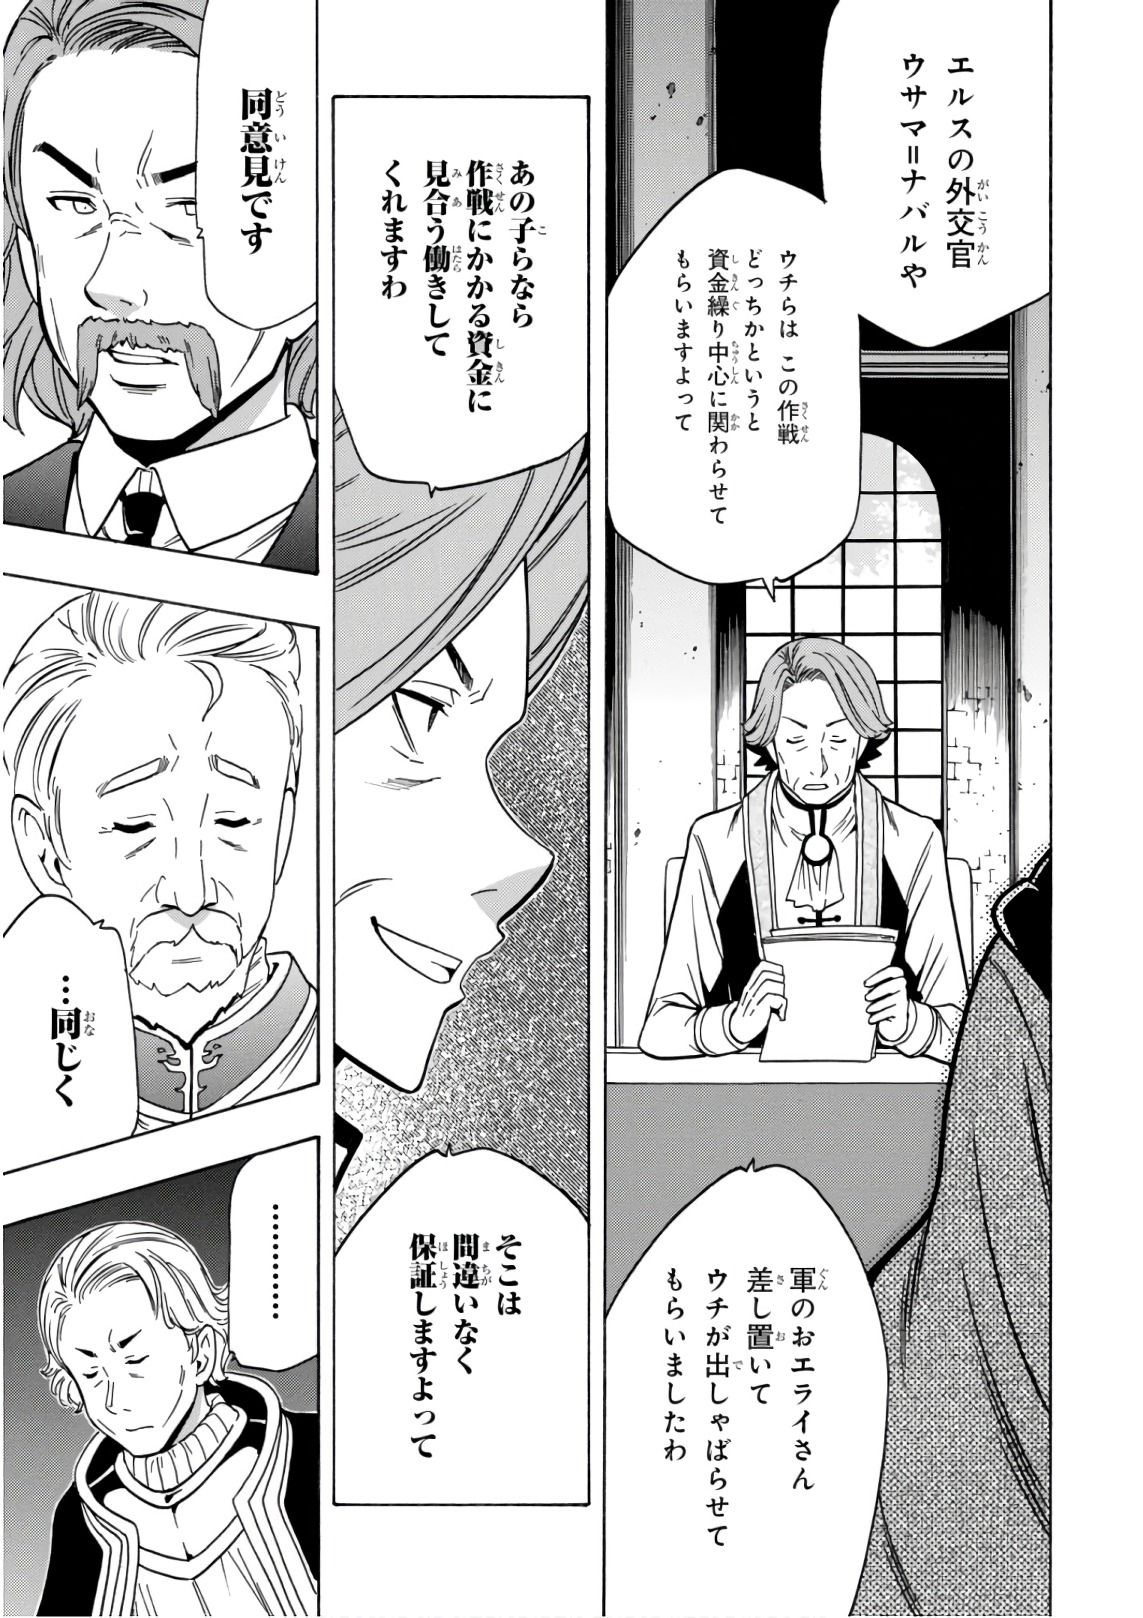 エルスの外交官
ウサマ=ナバルや
ウチらは この作戦
どっちかというと
資金繰り中心に関わらせて
もらいますよって
軍のおエライさん
差し置いて
ウチが出しゃばらせて
もらいましたわ
あの子らなら
作戦にかかる資金に
見合う働きして
くれますわ
そこは
間違いなく
保証しますよって
同意見です
…同じく
………